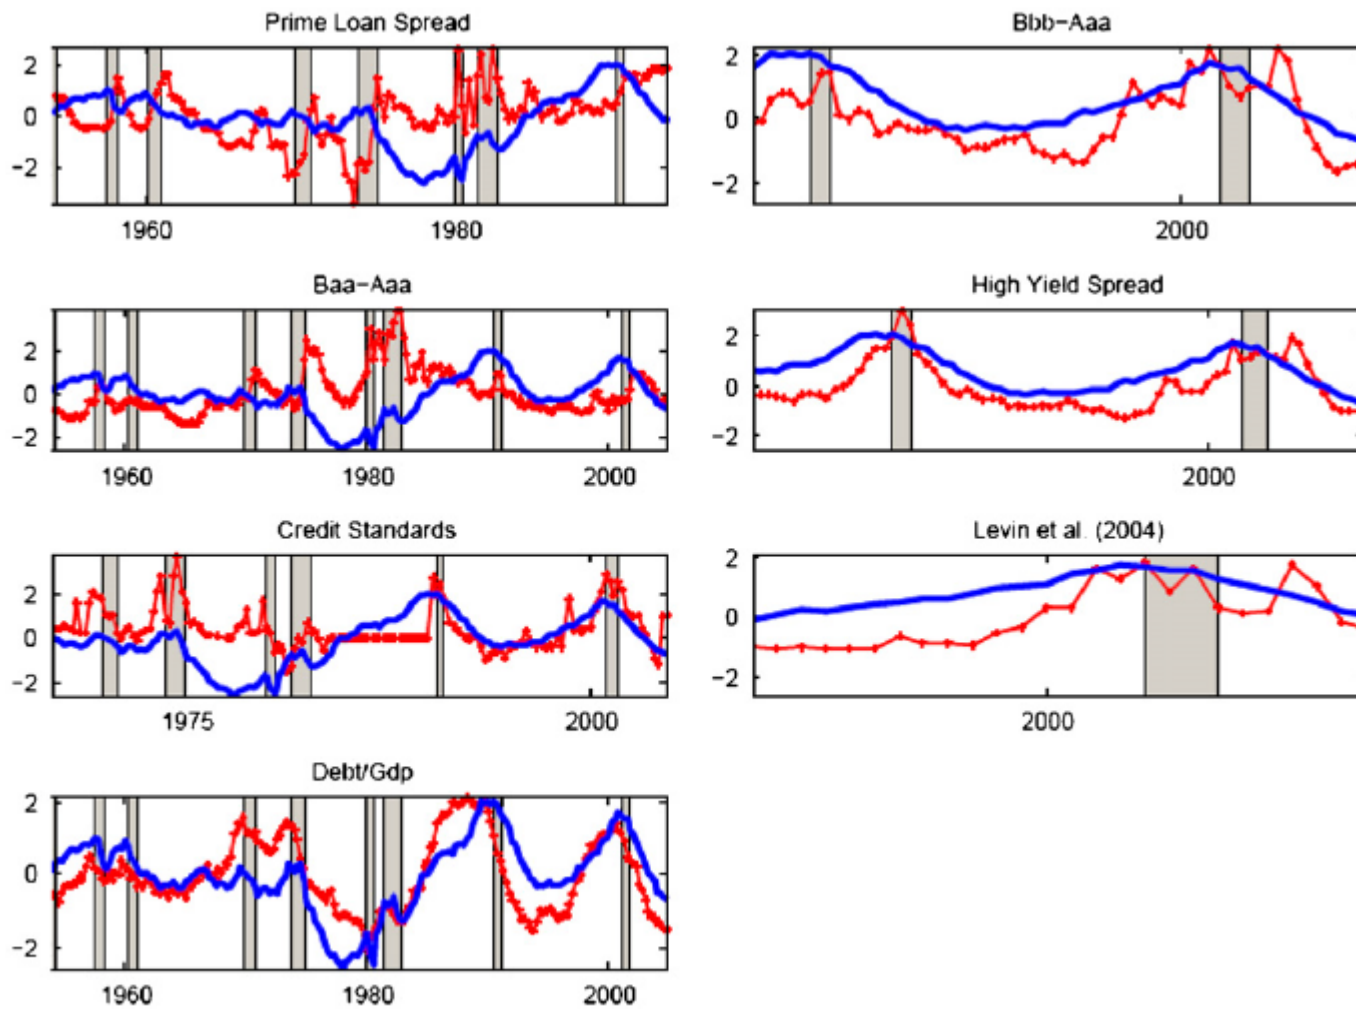 Prime Loan Spread
2
0
−2
1960 1980
Bbb−Aaa
2
0
−2
2000
Baa−Aaa
2
0
−2
1960 1980 2000
High Yield Spread
2
0
−2
2000
Credit Standards
2
0
−2
1975 2000
Levin et al. (2004)
2
0
−2
2000
Debt/Gdp
2
0
−2
1960 1980 2000